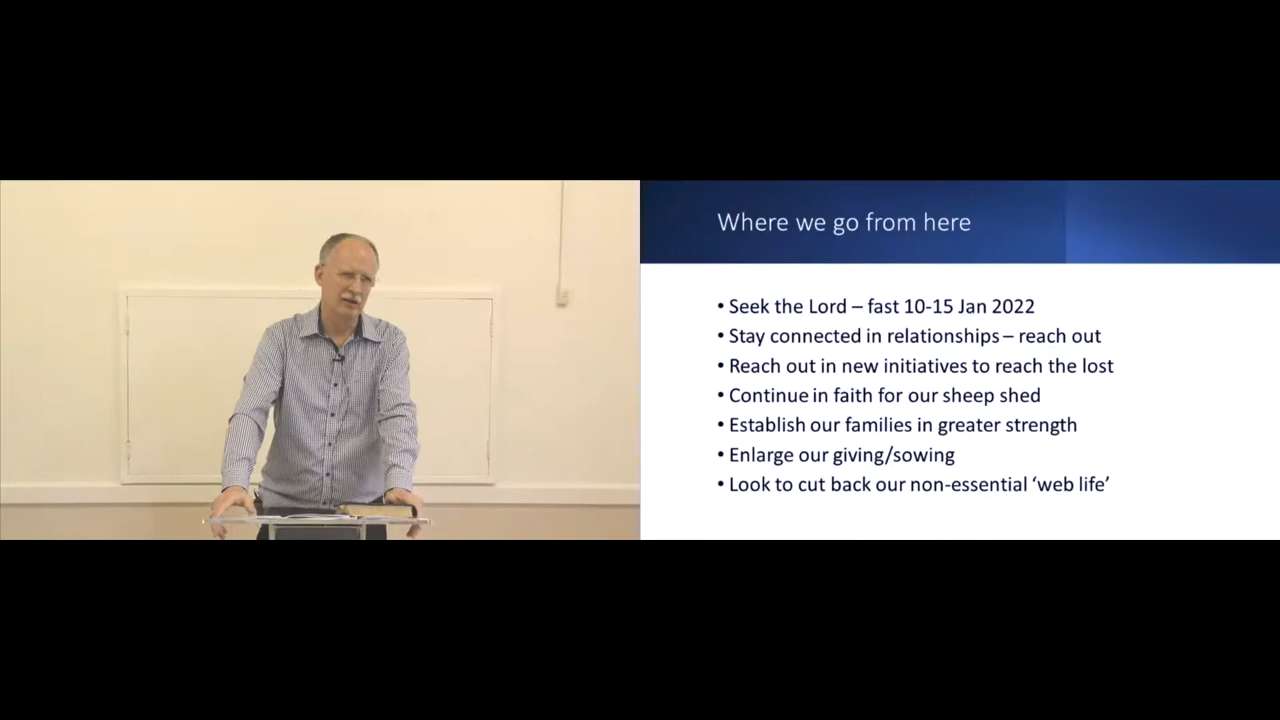 Where we go from here
• Seek the Lord – fast 10-15 Jan 2022
• Stay connected in relationships – reach out
• Reach out in new initiatives to reach the lost
• Continue in faith for our sheep shed
• Establish our families in greater strength
• Enlarge our giving/sowing
• Look to cut back our non-essential ‘web life’